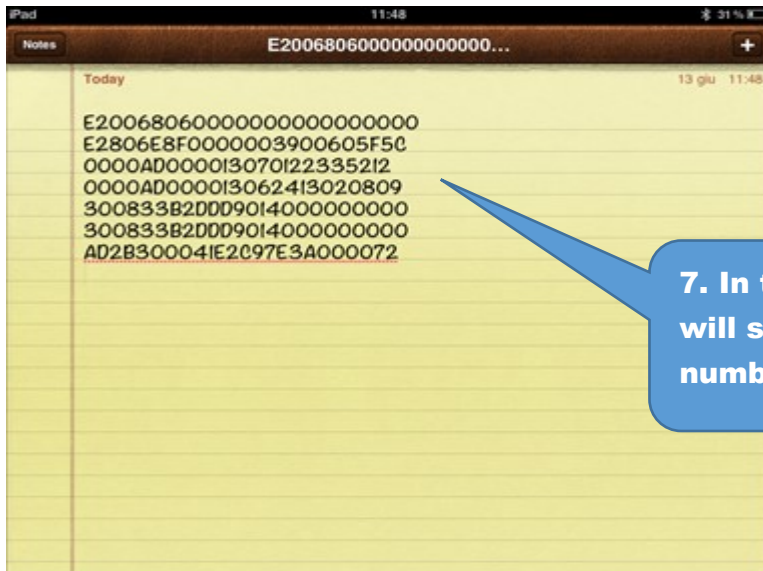 iPad 11:48 31 %
Notes E2006806000000000000... +
Today 13 giu 11:48
E20068060000000000000000
E2806E8F0000003900605F5C
0000AD000013070122335212
0000AD000013062413020809
300833B2DDD9014000000000
300833B2DDD9014000000000
AD2B300041E2C97E3A000072
7. In
will